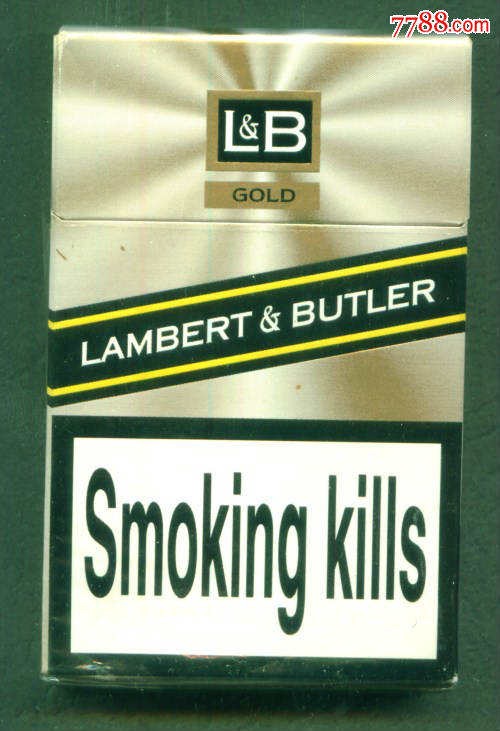 7788.com
L&B
GOLD
LAMBERT & BUTLER
Smoking kills